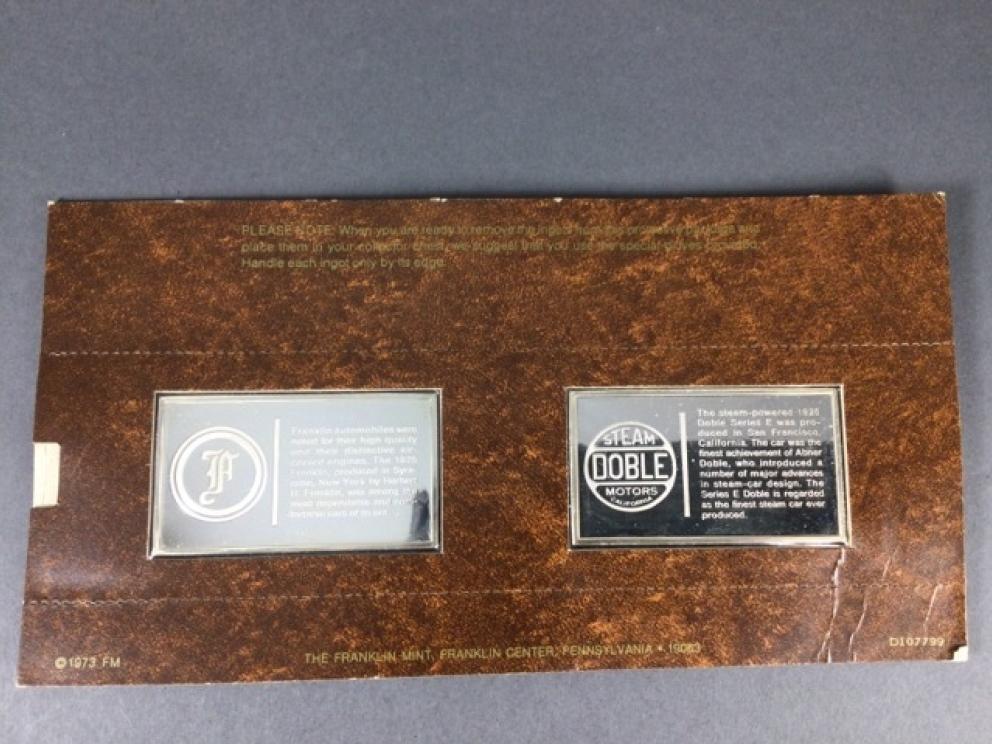 PLEASE NOTE: When you are ready to remove the ingots from this protective package and
place them in your collector chest, we suggest that you use the special gloves provided.
Handle each ingot only by its edge.
F
Franklin automobiles were
noted for their high quality
and their distinctive air-
cooled engines. The 1925
Franklin, produced in Syra-
cuse, New York by Herbert
H. Franklin, was among the
most dependable and
cars of its era.
STEAM
DOBLE
MOTORS
CALIFORNIA
The steam-powered 1925
Doble Series E was pro-
duced in San Francisco,
California. The car was the
finest achievement of Abner
Doble, who introduced a
number of major advances
in steam-car design. The
Series E Doble is regarded
as the finest steam car ever
produced.
©1973 FM
THE FRANKLIN MINT, FRANKLIN CENTER, PENNSYLVANIA • 19063
D107799